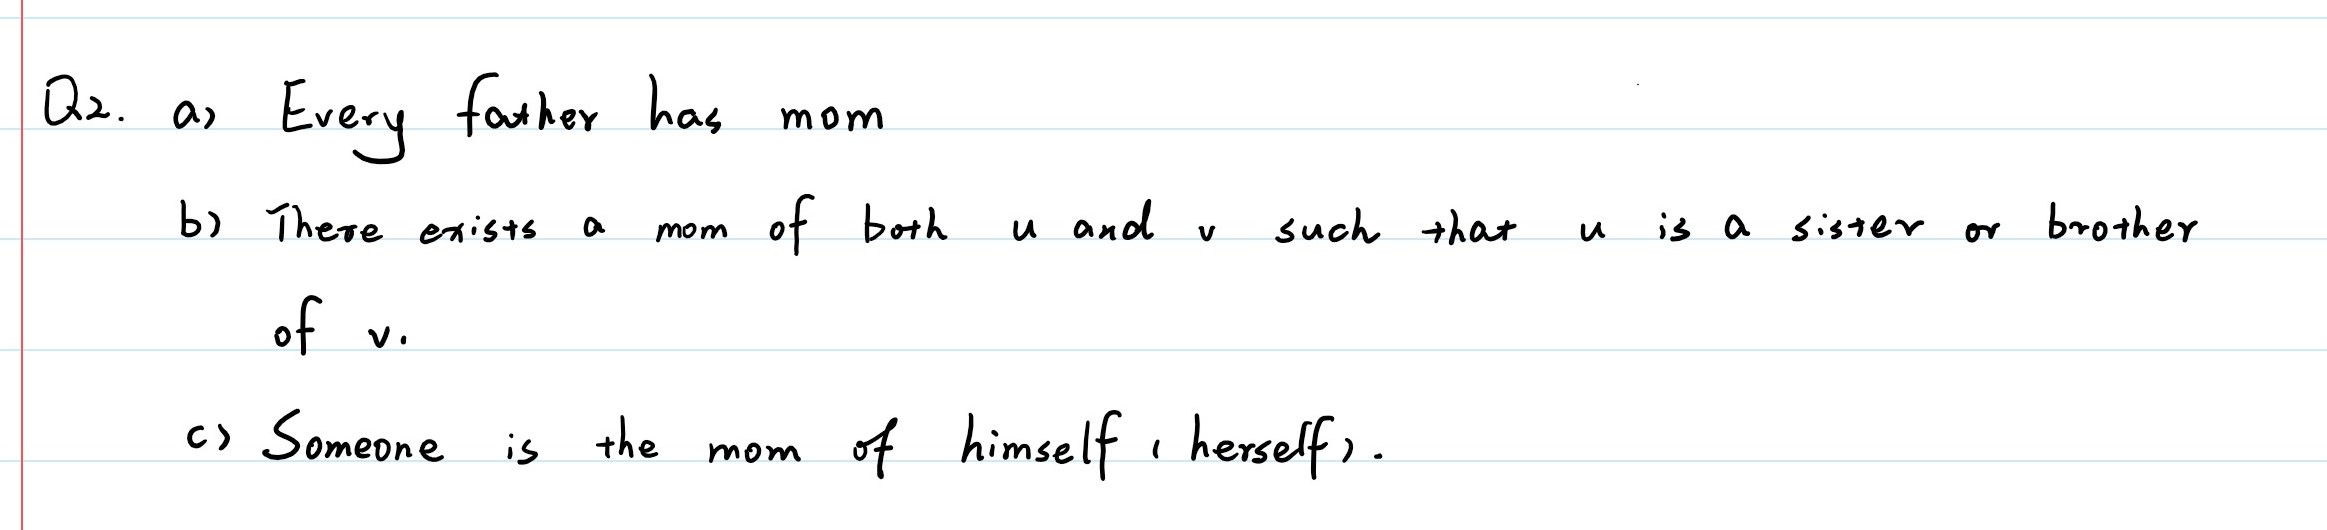 Q2. a) Every father has mom
b) There exists a mom of both u and v such that u is a sister or brother
of v.
c) Someone is the mom of himself (herself).